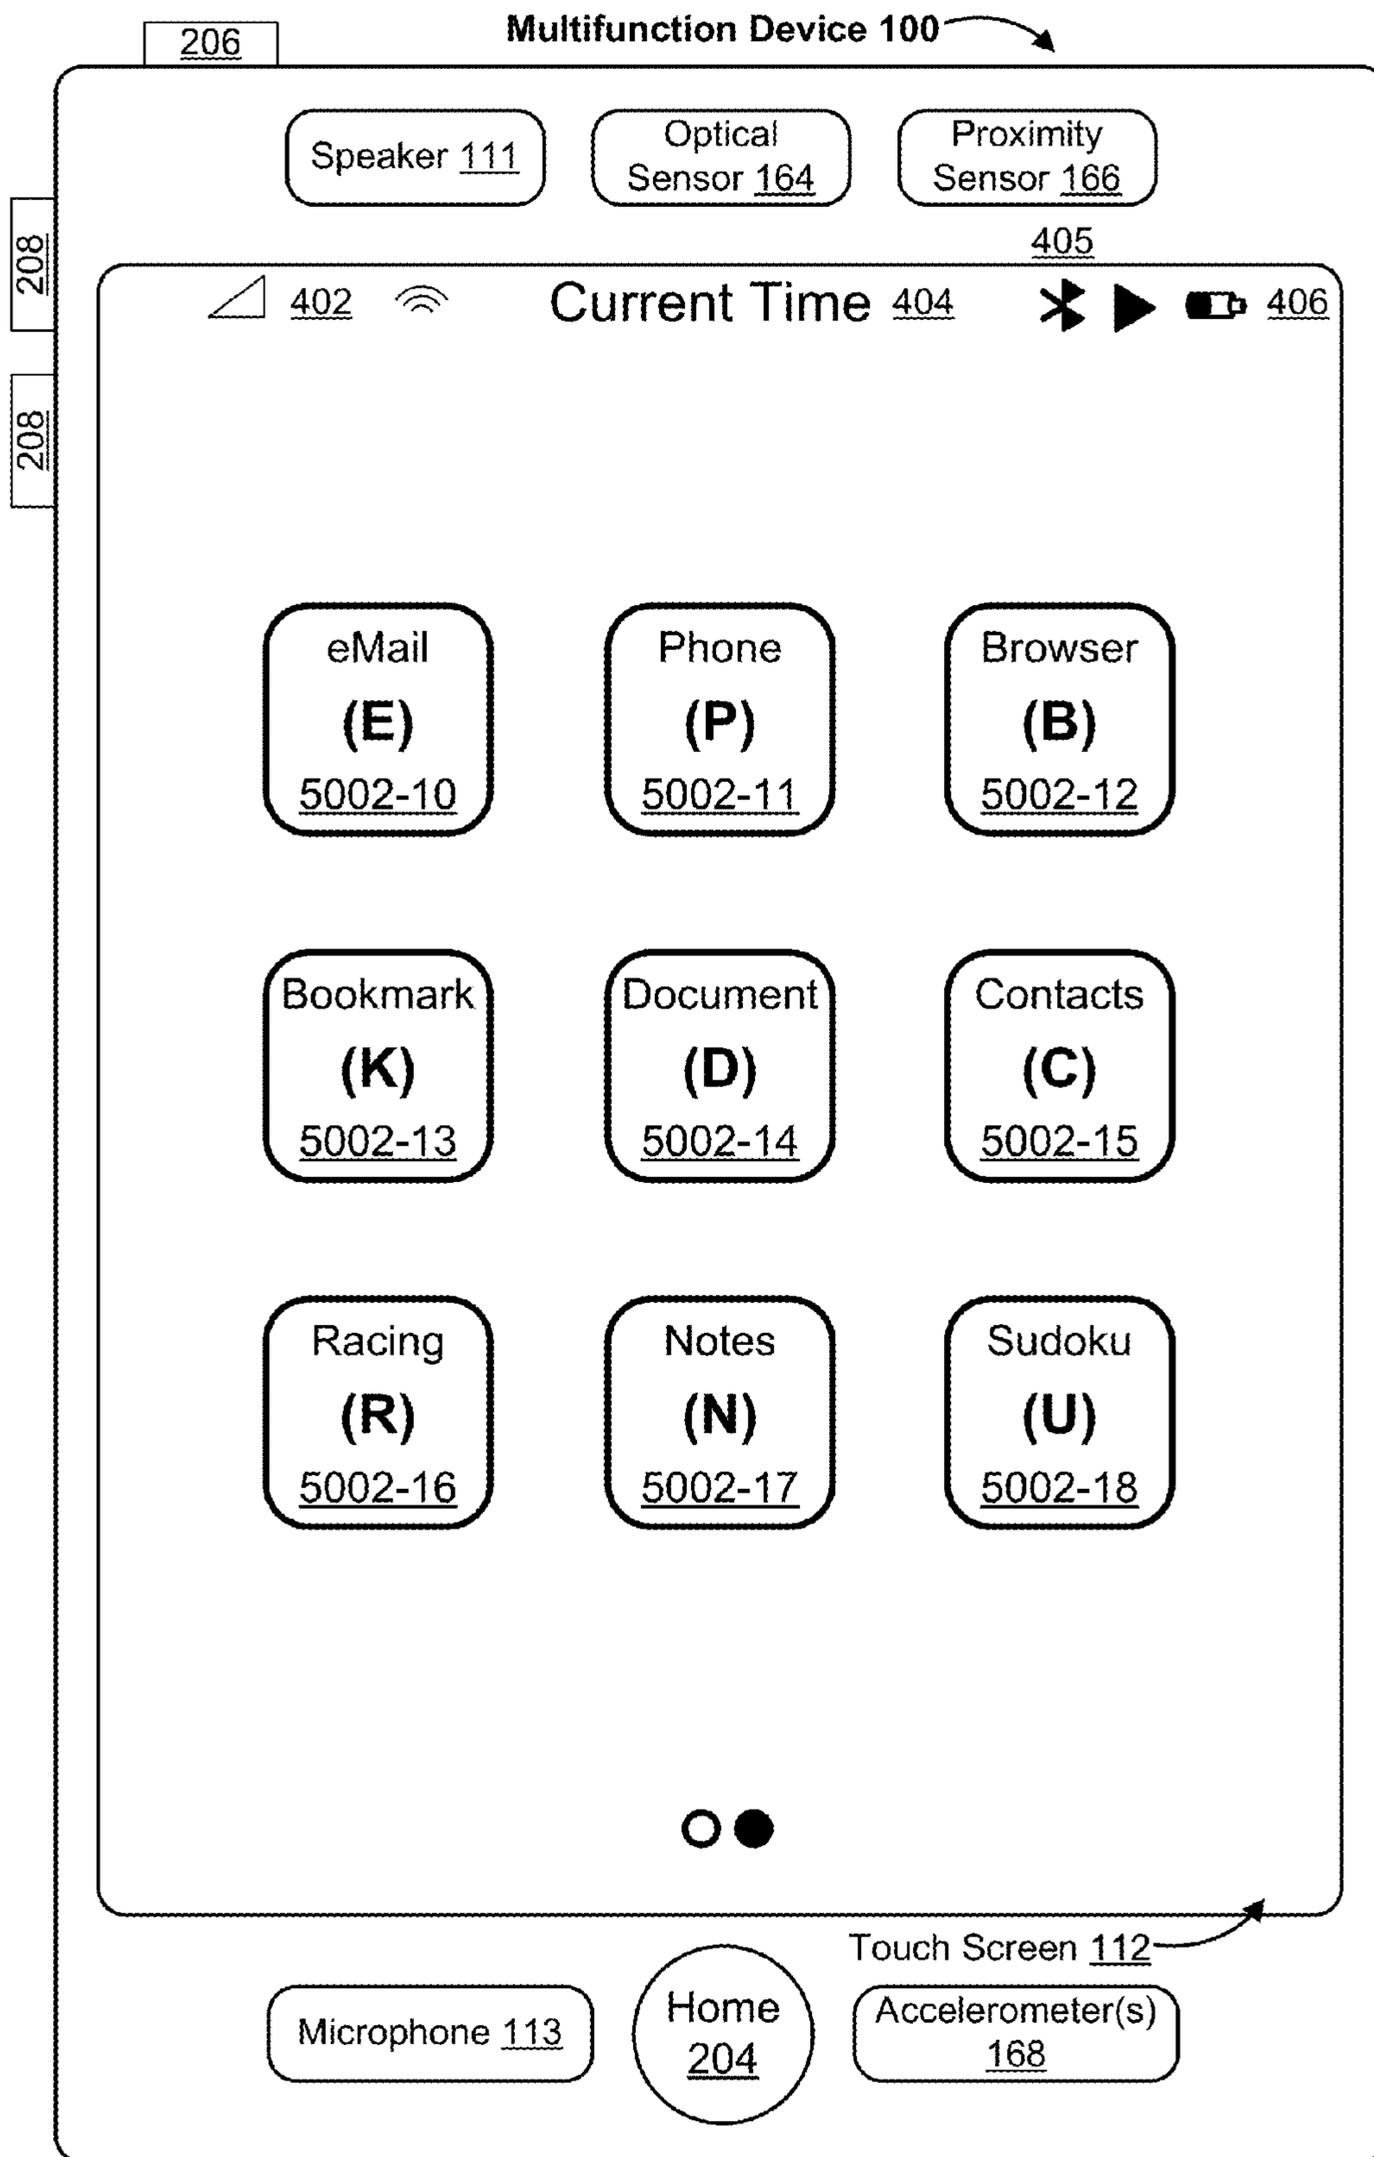 Multifunction Device 100
206
Speaker 111
Optical
Sensor 164
Proximity
Sensor 166
208
208
405
402
Current Time 404
406
eMail
(E)
5002-10
Phone
(P)
5002-11
Browser
(B)
5002-12
Bookmark
(K)
5002-13
Document
(D)
5002-14
Contacts
(C)
5002-15
Racing
(R)
5002-16
Notes
(N)
5002-17
Sudoku
(U)
5002-18
Touch Screen 112
Microphone 113
Home
204
Accelerometer(s)
168